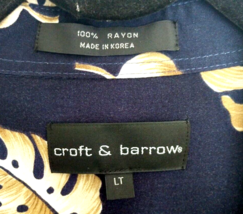 100% RAYON
MADE IN KOREA
croft & barrow®
LT